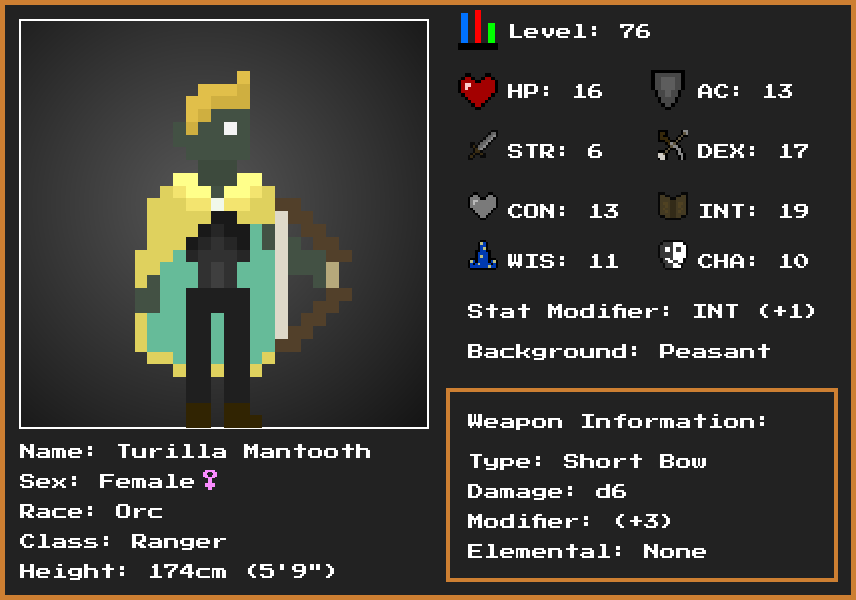 Level: 76
HP: 16
AC: 13
STR: 6
DEX: 17
CON: 13
INT: 19
WIS: 11
CHA: 10
Stat Modifier: INT (+1)
Background: Peasant
Weapon Information:
Type: Short Bow
Damage: d6
Modifier: (+3)
Elemental: None
Name: Turilla Mantooth
Sex: Female♀
Race: Orc
Class: Ranger
Height: 174cm (5'9")